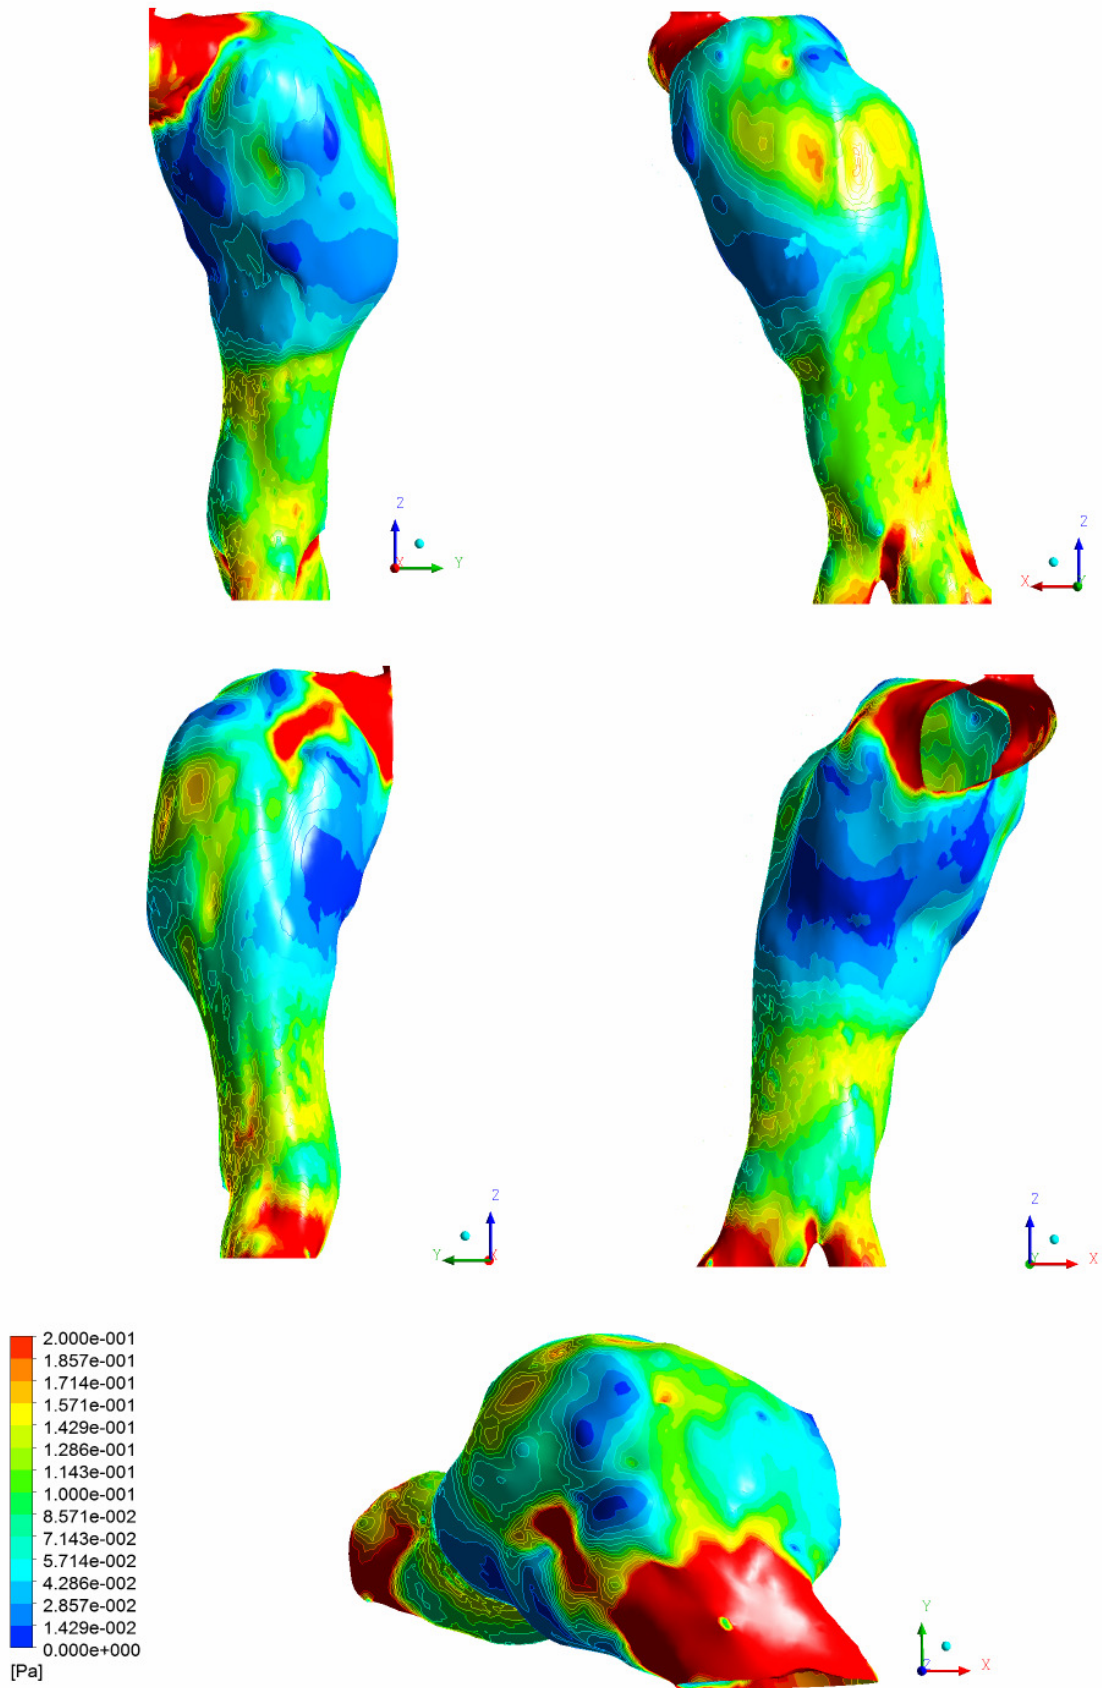 Z
X
Y
Z
X
Y
Z
Y
X
Z
Y
X
2.000e-001
1.857e-001
1.714e-001
1.571e-001
1.429e-001
1.286e-001
1.143e-001
1.000e-001
8.571e-002
7.143e-002
5.714e-002
4.286e-002
2.857e-002
1.429e-002
0.000e+000
[Pa]
Y
Z
X